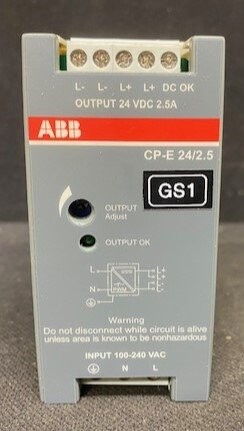 L- L- L+ L+ DC OK
OUTPUT 24 VDC 2.5A
ABB
CP-E 24/2.5
GS1
OUTPUT
Adjust
OUTPUT OK
L
N
Warning
Do not disconnect while circuit is alive
unless area is known to be nonhazardous
INPUT 100-240 VAC
N L